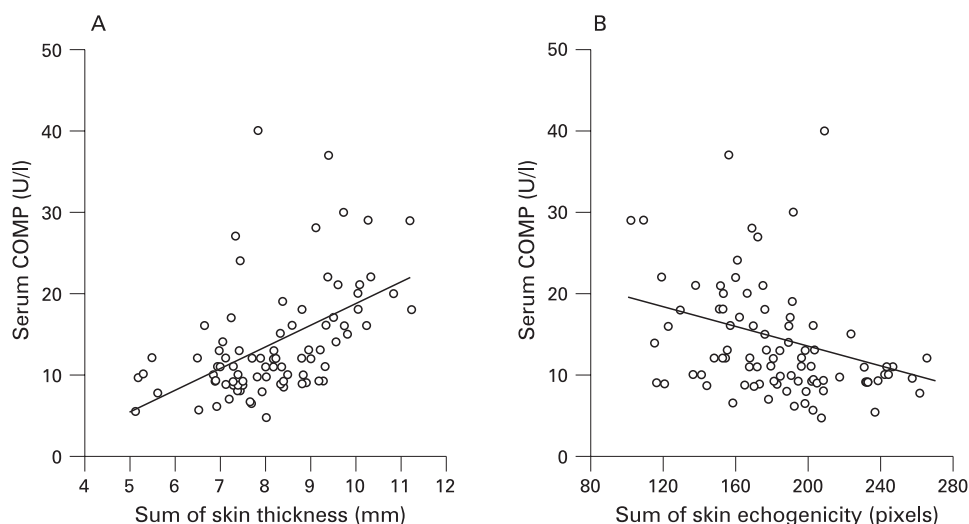 A
50
40
30
20
10
0
Serum COMP (U/l)
4 5 6 7 8 9 10 11 12
Sum of skin thickness (mm)
B
50
40
30
20
10
0
Serum COMP (U/l)
80 120 160 200 240 280
Sum of skin echogenicity (pixels)